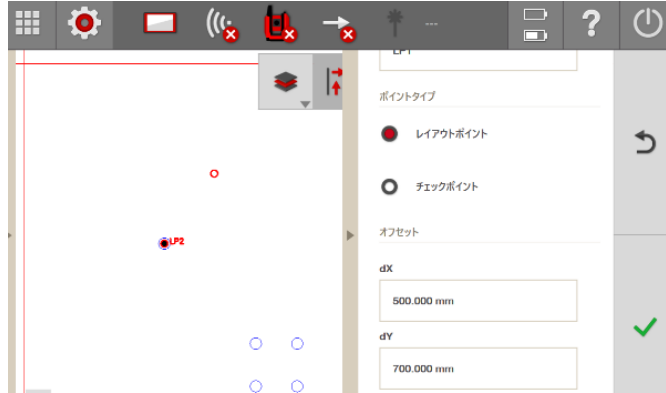 ?
---
LP1
ポイントタイプ
レイアウトポイント
チェックポイント
LP2
オフセット
dX
500.000 mm
dY
700.000 mm